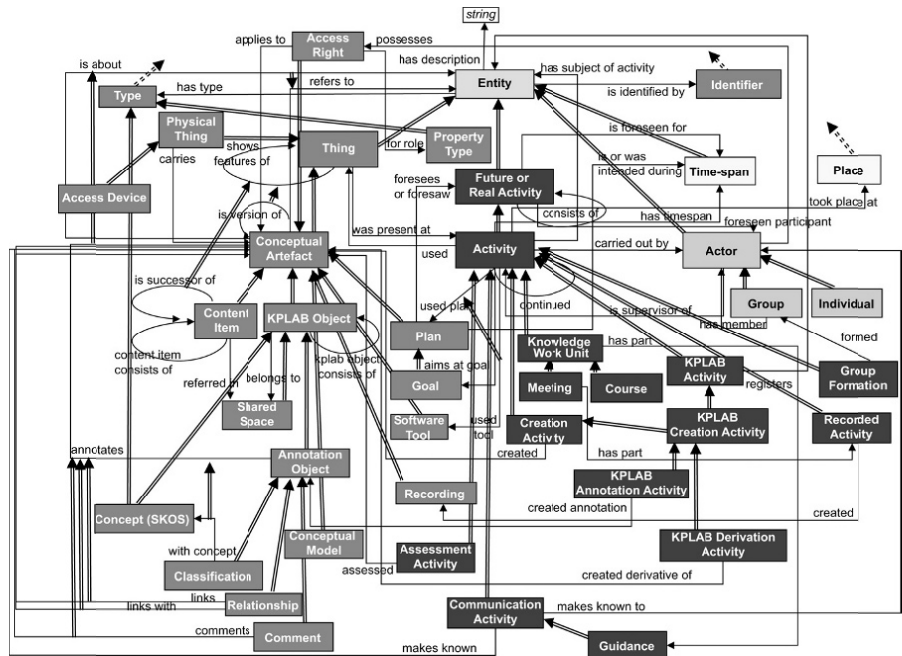 string
applies to
Access Right
possesses
has description
has subject of activity
is about
refers to
Entity
Type
has type
is identified by
Identifier
Physical Thing
shows
Thing
for role
Property Type
is foreseen for
carries
features of
is or was intended during
Time-span
Place
Access Device
foresees or foresaw
Future or Real Activity
consists of
has timespan
took place at
is version of
foreseen participant
Conceptual Artefact
was present at
used
Activity
carried out by
Actor
is successor of
continued
Content Item
KPLAB Object
used plan
is supervisor of
Group
Individual
has member
Plan
formed
content item consists of
kplab object consists of
Knowledge Work Unit
has part
aims at goal
KPLAB Activity
Group Formation
referred in
belongs to
Goal
Meeting
Course
registers
Shared Space
Software Tool
used tool
Creation Activity
KPLAB Creation Activity
Recorded Activity
annotates
created
has part
Annotation Object
Recording
KPLAB Annotation Activity
created annotation
created
Concept (SKOS)
Conceptual Model
with concept
Assessment Activity
KPLAB Derivation Activity
Classification
assessed
created derivative of
links
links with
Relationship
Communication Activity
makes known to
comments
Comment
makes known
Guidance